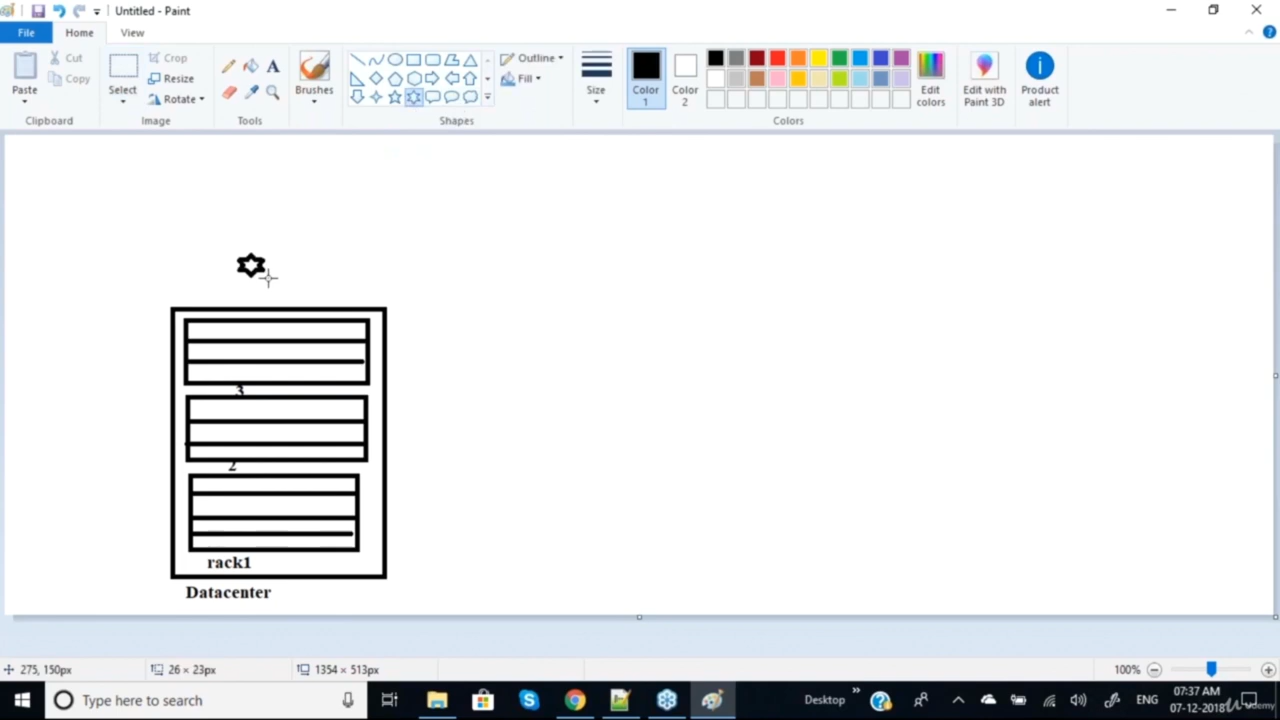 Untitled - Paint
File Home View
Paste
Cut
Copy
Clipboard
Select
Crop
Resize
Rotate
Image
Tools
Brushes
Shapes
Outline
Fill
Size
Color 1
Color 2
Colors
Edit colors
Edit with Paint 3D
Product alert
3
2
rack1
Datacenter
275, 150px 26 × 23px 1354 × 513px 100%
Type here to search
Desktop
ENG
07:37 AM
07-12-2018
Udemy